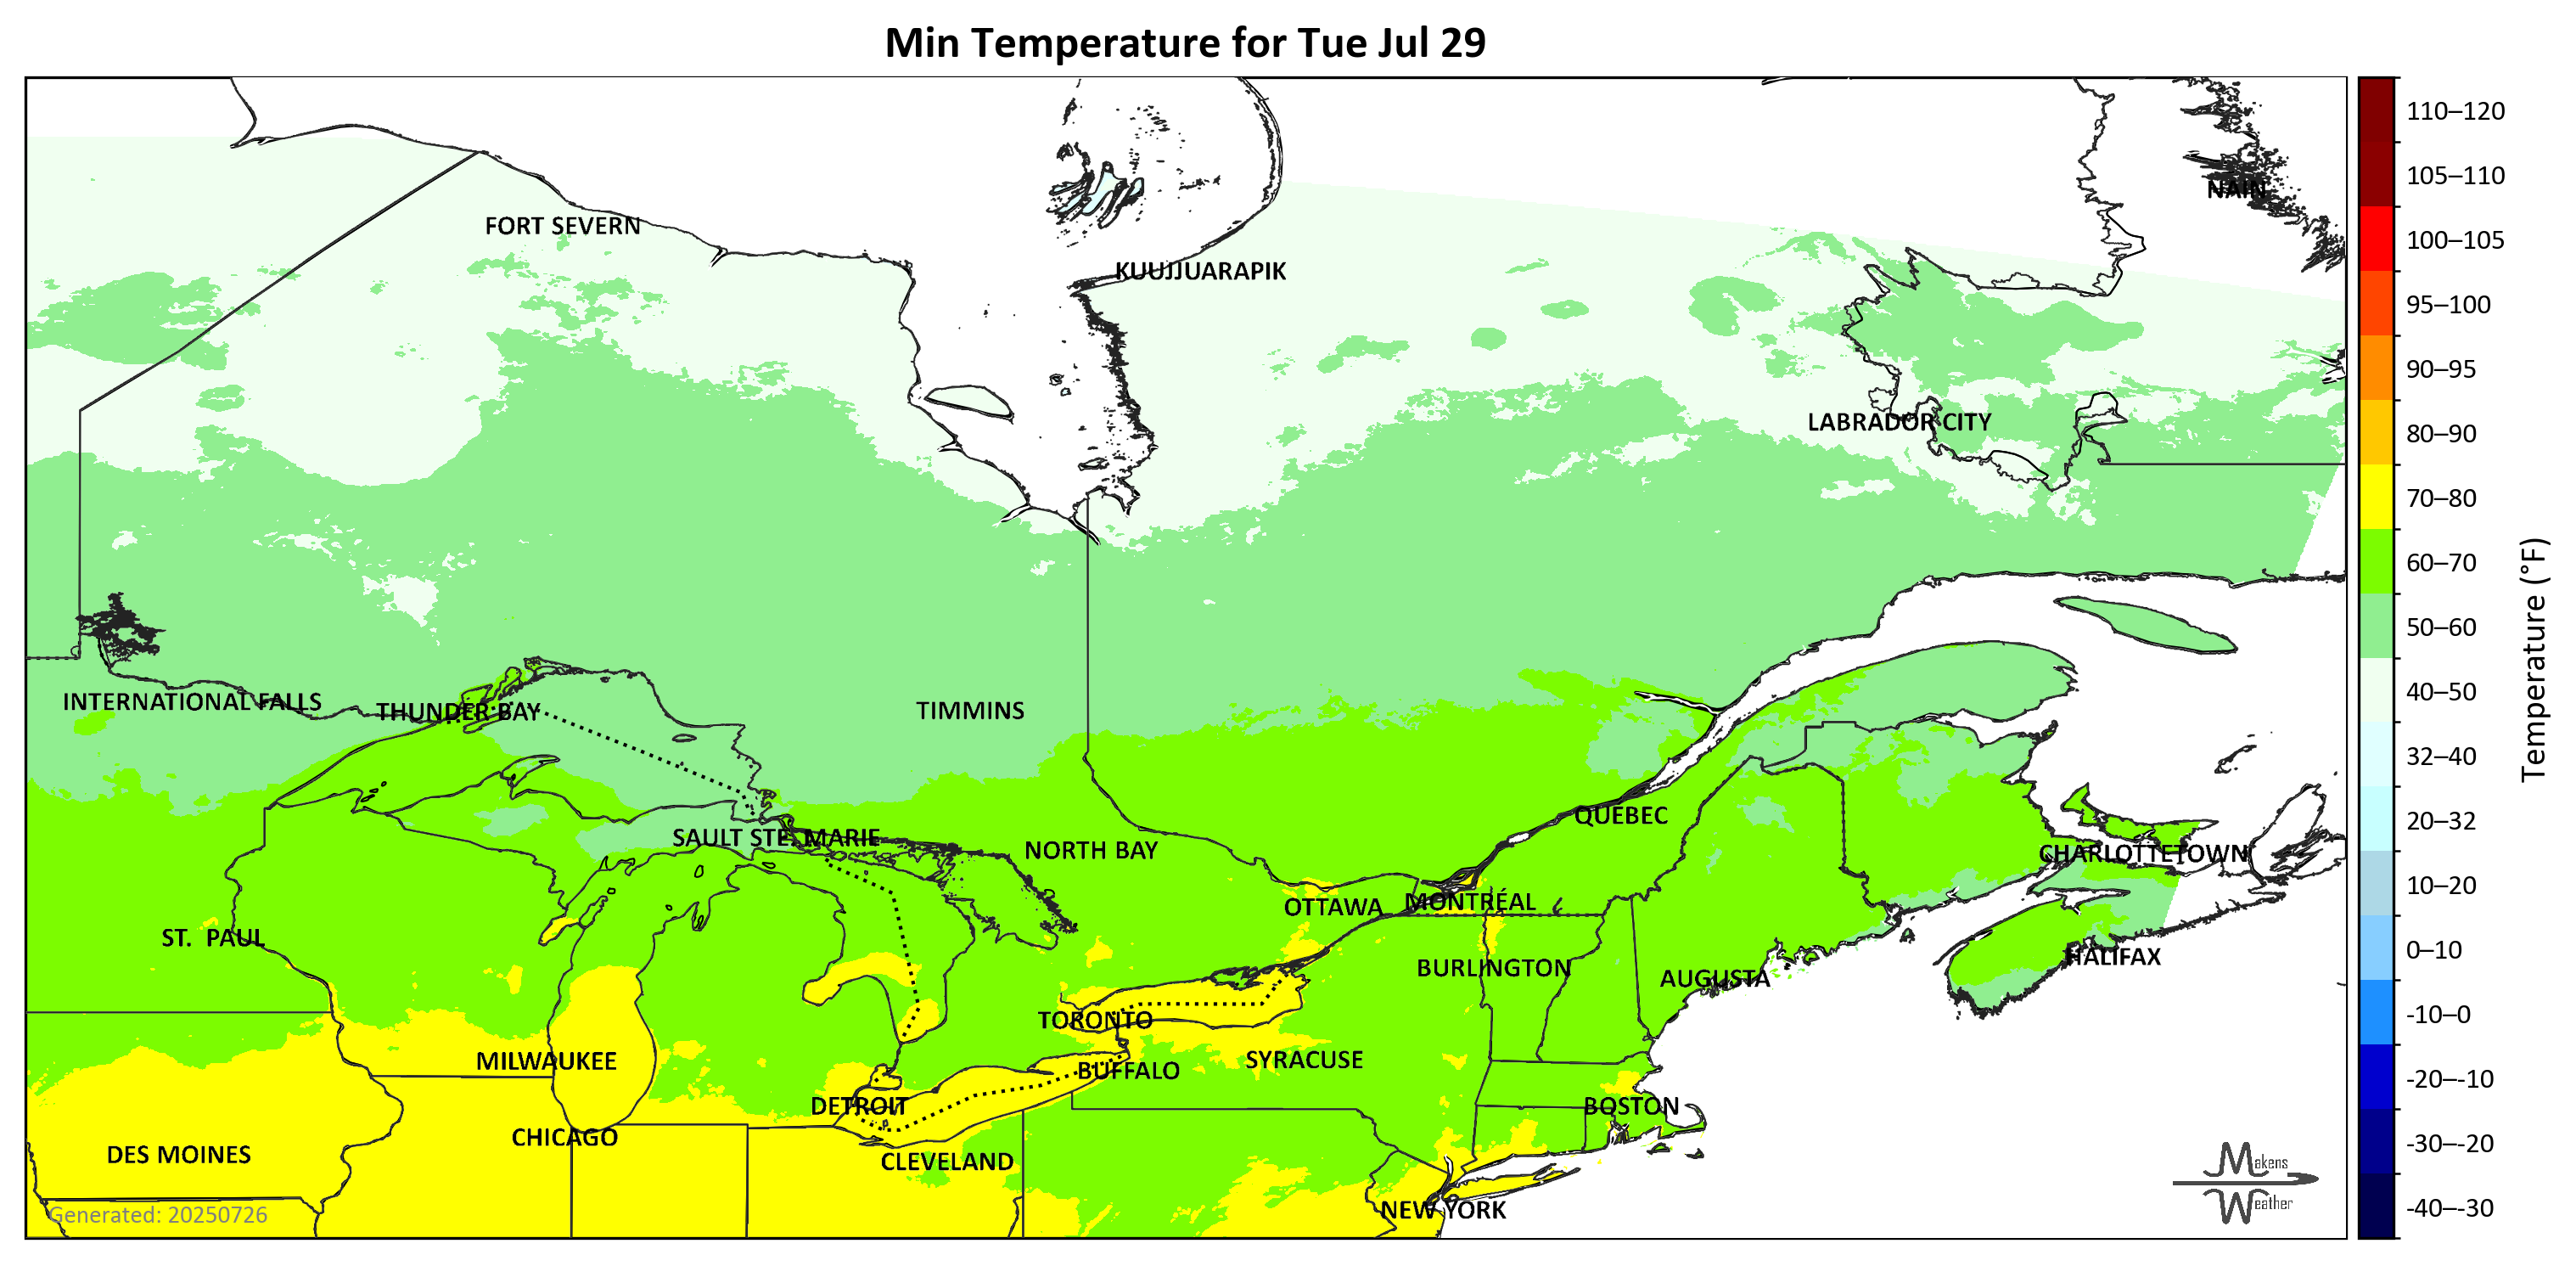 Min Temperature for Tue Jul 29
110–120
105–110
100–105
95–100
90–95
80–90
70–80
60–70
50–60
40–50
32–40
20–32
10–20
0–10
-10–0
-20–-10
-30–-20
-40–-30
Temperature (°F)
NAIN
FORT SEVERN
KUUJJUARAPIK
LABRADOR CITY
INTERNATIONAL FALLS
THUNDER BAY
TIMMINS
QUÉBEC
SAULT STE. MARIE
NORTH BAY
CHARLOTTETOWN
OTTAWA
MONTRÉAL
ST.  PAUL
HALIFAX
BURLINGTON
AUGUSTA
TORONTO
MILWAUKEE
SYRACUSE
BUFFALO
DETROIT
BOSTON
CHICAGO
DES MOINES
CLEVELAND
NEW YORK
Generated: 20250726
Makens
Weather